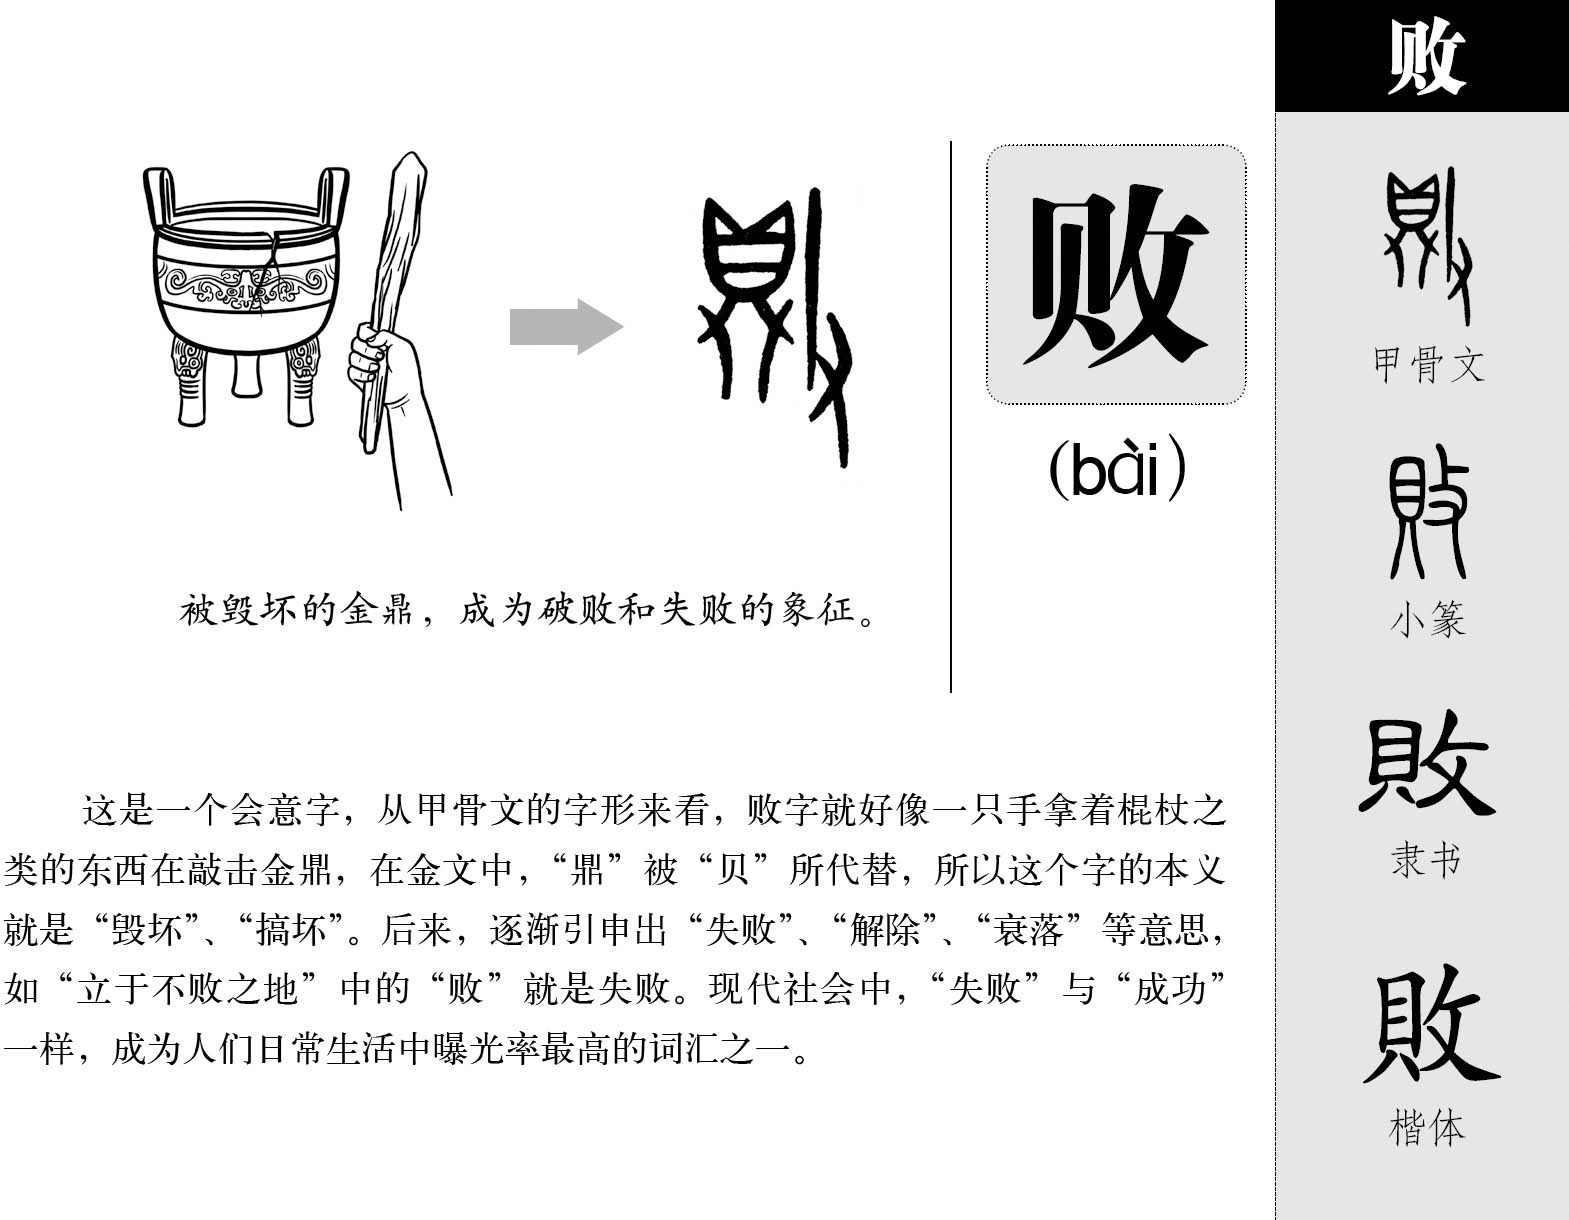 败
败
(bài)
被毁坏的金鼎，成为破败和失败的象征。
这是一个会意字，从甲骨文的字形来看，败字就好像一只手拿着棍杖之
类的东西在敲击金鼎，在金文中，“鼎”被“贝”所代替，所以这个字的本义
就是“毁坏”、“搞坏”。后来，逐渐引申出“失败”、“解除”、“衰落”等意思，
如“立于不败之地”中的“败”就是失败。现代社会中，“失败”与“成功”
一样，成为人们日常生活中曝光率最高的词汇之一。
甲骨文
敗
小篆
敗
隶书
敗
楷体